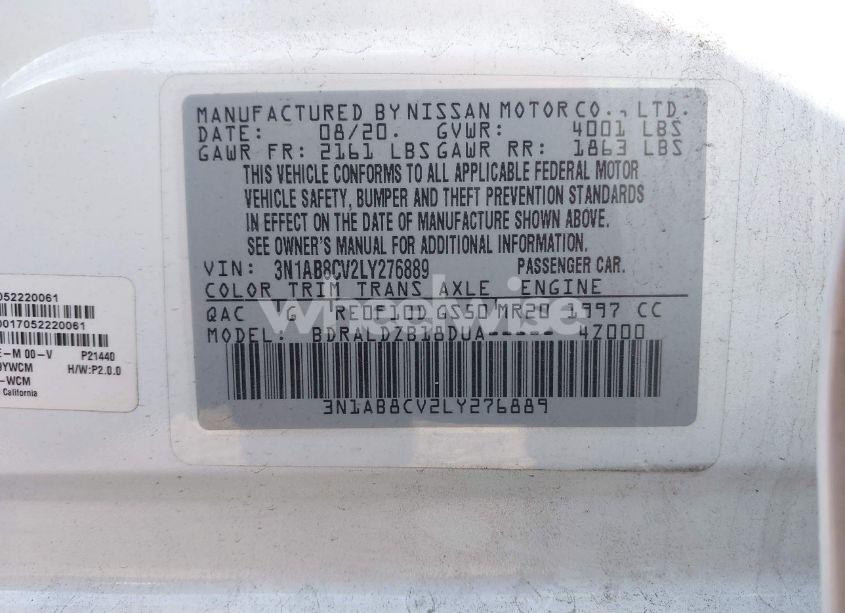 MANUFACTURED BY NISSAN MOTOR CO., LTD.
DATE: 08/20. GVWR: 4001 LBS
GAWR FR: 2161 LBS GAWR RR: 1863 LBS
THIS VEHICLE CONFORMS TO ALL APPLICABLE FEDERAL MOTOR
VEHICLE SAFETY, BUMPER AND THEFT PREVENTION STANDARDS
IN EFFECT ON THE DATE OF MANUFACTURE SHOWN ABOVE.
SEE OWNER'S MANUAL FOR ADDITIONAL INFORMATION.
VIN: 3N1AB8CV2LY276889 PASSENGER CAR.
COLOR TRIM TRANS AXLE ENGINE
QAC G RE0F10D GS50 MR20 1997 CC
MODEL: BDRALDZB18DUA----- 4Z000
3N1AB8CV2LY276889
wheelwise
052220061
0017052220061
E-M 00-V P21440
9YWCM H/W:P2.0.0
-WCM
California